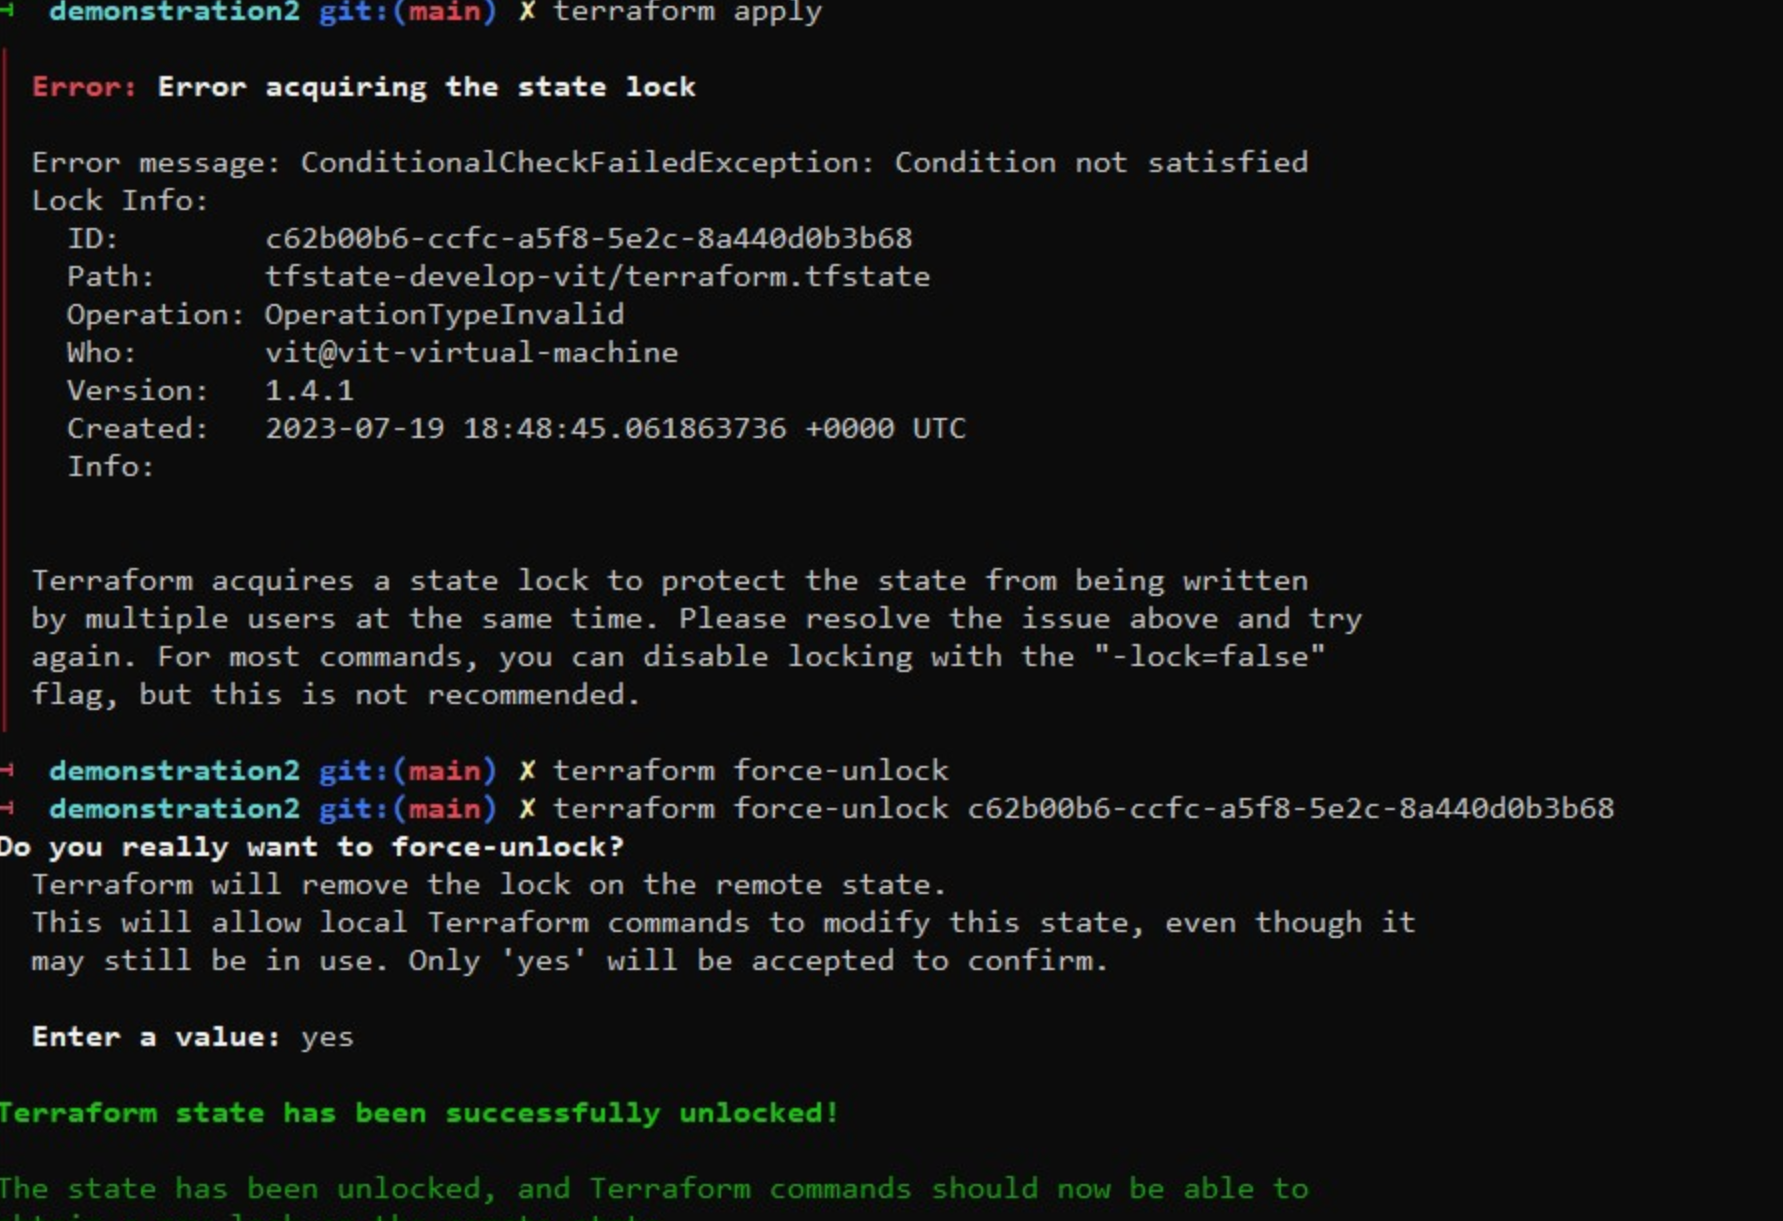 demonstration2 git:(main) ✗ terraform apply
Error: Error acquiring the state lock
Error message: ConditionalCheckFailedException: Condition not satisfied
Lock Info:
ID: c62b00b6-ccfc-a5f8-5e2c-8a440d0b3b68
Path: tfstate-develop-vit/terraform.tfstate
Operation: OperationTypeInvalid
Who: vit@vit-virtual-machine
Version: 1.4.1
Created: 2023-07-19 18:48:45.061863736 +0000 UTC
Info:
Terraform acquires a state lock to protect the state from being written
by multiple users at the same time. Please resolve the issue above and try
again. For most commands, you can disable locking with the "-lock=false"
flag, but this is not recommended.
demonstration2 git:(main) ✗ terraform force-unlock
demonstration2 git:(main) ✗ terraform force-unlock c62b00b6-ccfc-a5f8-5e2c-8a440d0b3b68
Do you really want to force-unlock?
Terraform will remove the lock on the remote state.
This will allow local Terraform commands to modify this state, even though it
may still be in use. Only 'yes' will be accepted to confirm.
Enter a value: yes
Terraform state has been successfully unlocked!
The state has been unlocked, and Terraform commands should now be able to